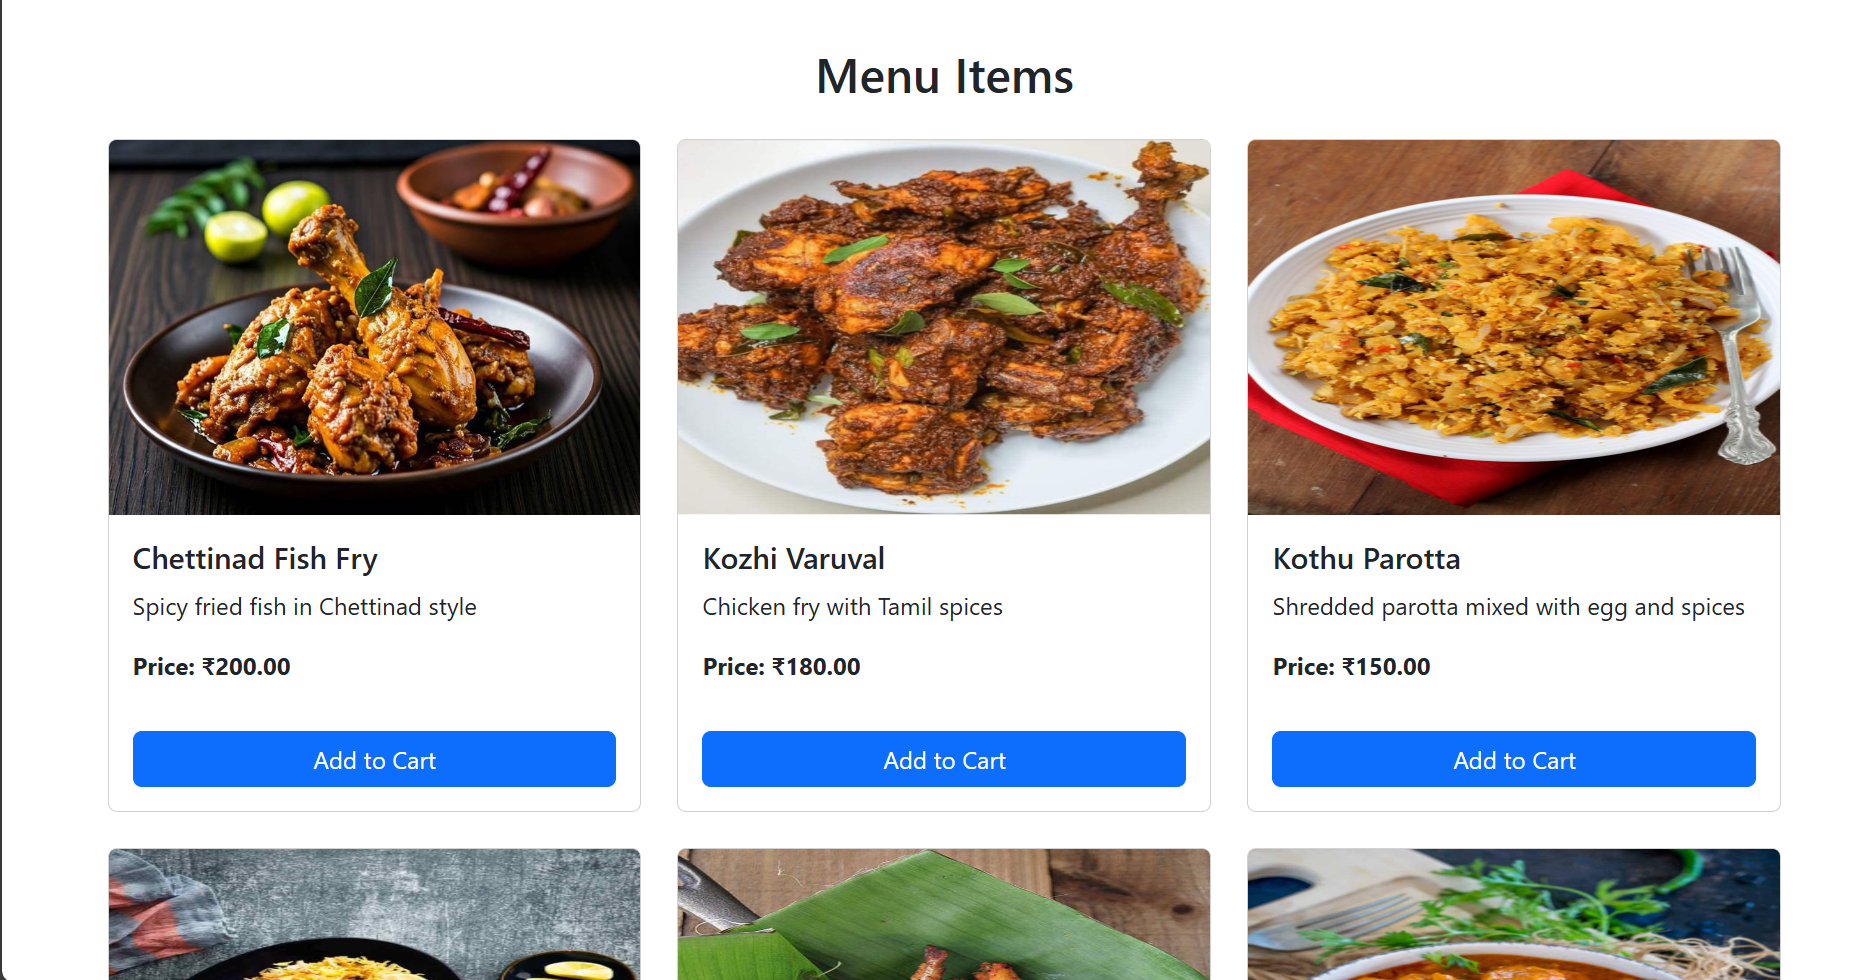 Menu Items
Chettinad Fish Fry
Spicy fried fish in Chettinad style
Price: ₹200.00
Add to Cart
Kozhi Varuval
Chicken fry with Tamil spices
Price: ₹180.00
Add to Cart
Kothu Parotta
Shredded parotta mixed with egg and spices
Price: ₹150.00
Add to Cart